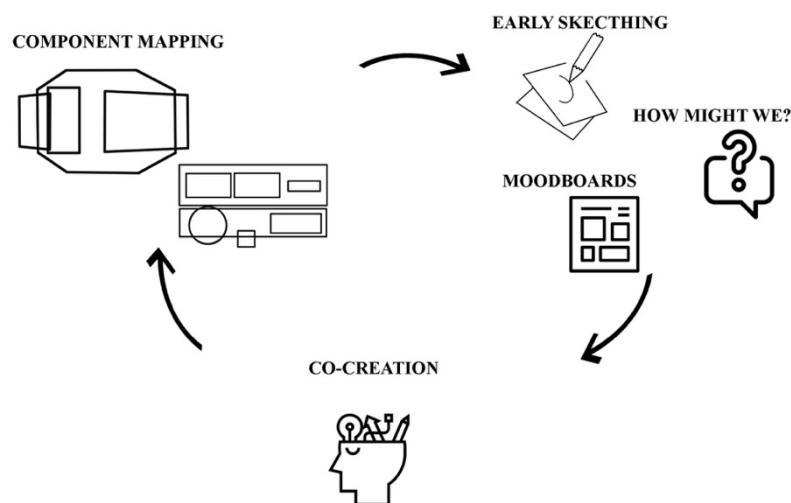 COMPONENT MAPPING
EARLY SKECTHING
HOW MIGHT WE?
MOODBOARDS
CO-CREATION